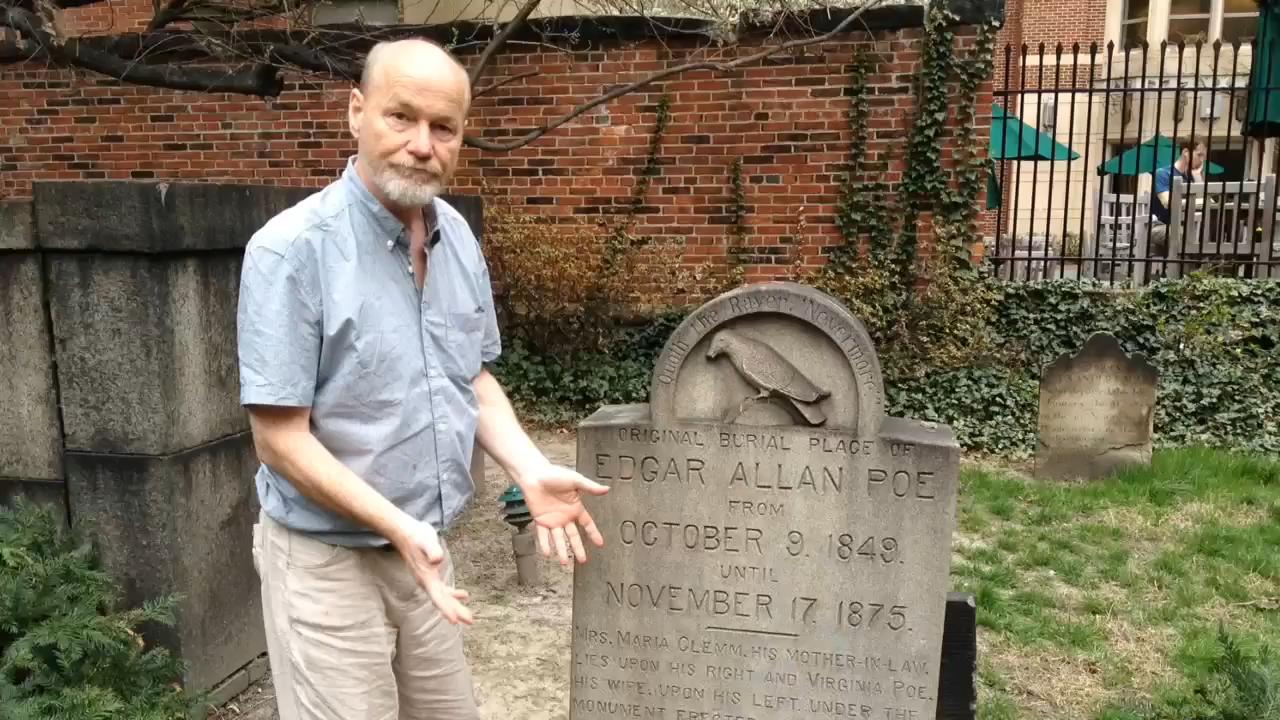 Quoth the Raven, "Nevermore."
ORIGINAL BURIAL PLACE OF
EDGAR ALLAN POE
FROM
OCTOBER 9. 1849.
UNTIL
NOVEMBER 17. 1875.
MRS. MARIA CLEMM, HIS MOTHER-IN-LAW,
LIES UPON HIS RIGHT AND VIRGINIA POE,
HIS WIFE, UPON HIS LEFT, UNDER THE
MONUMENT ERECTED